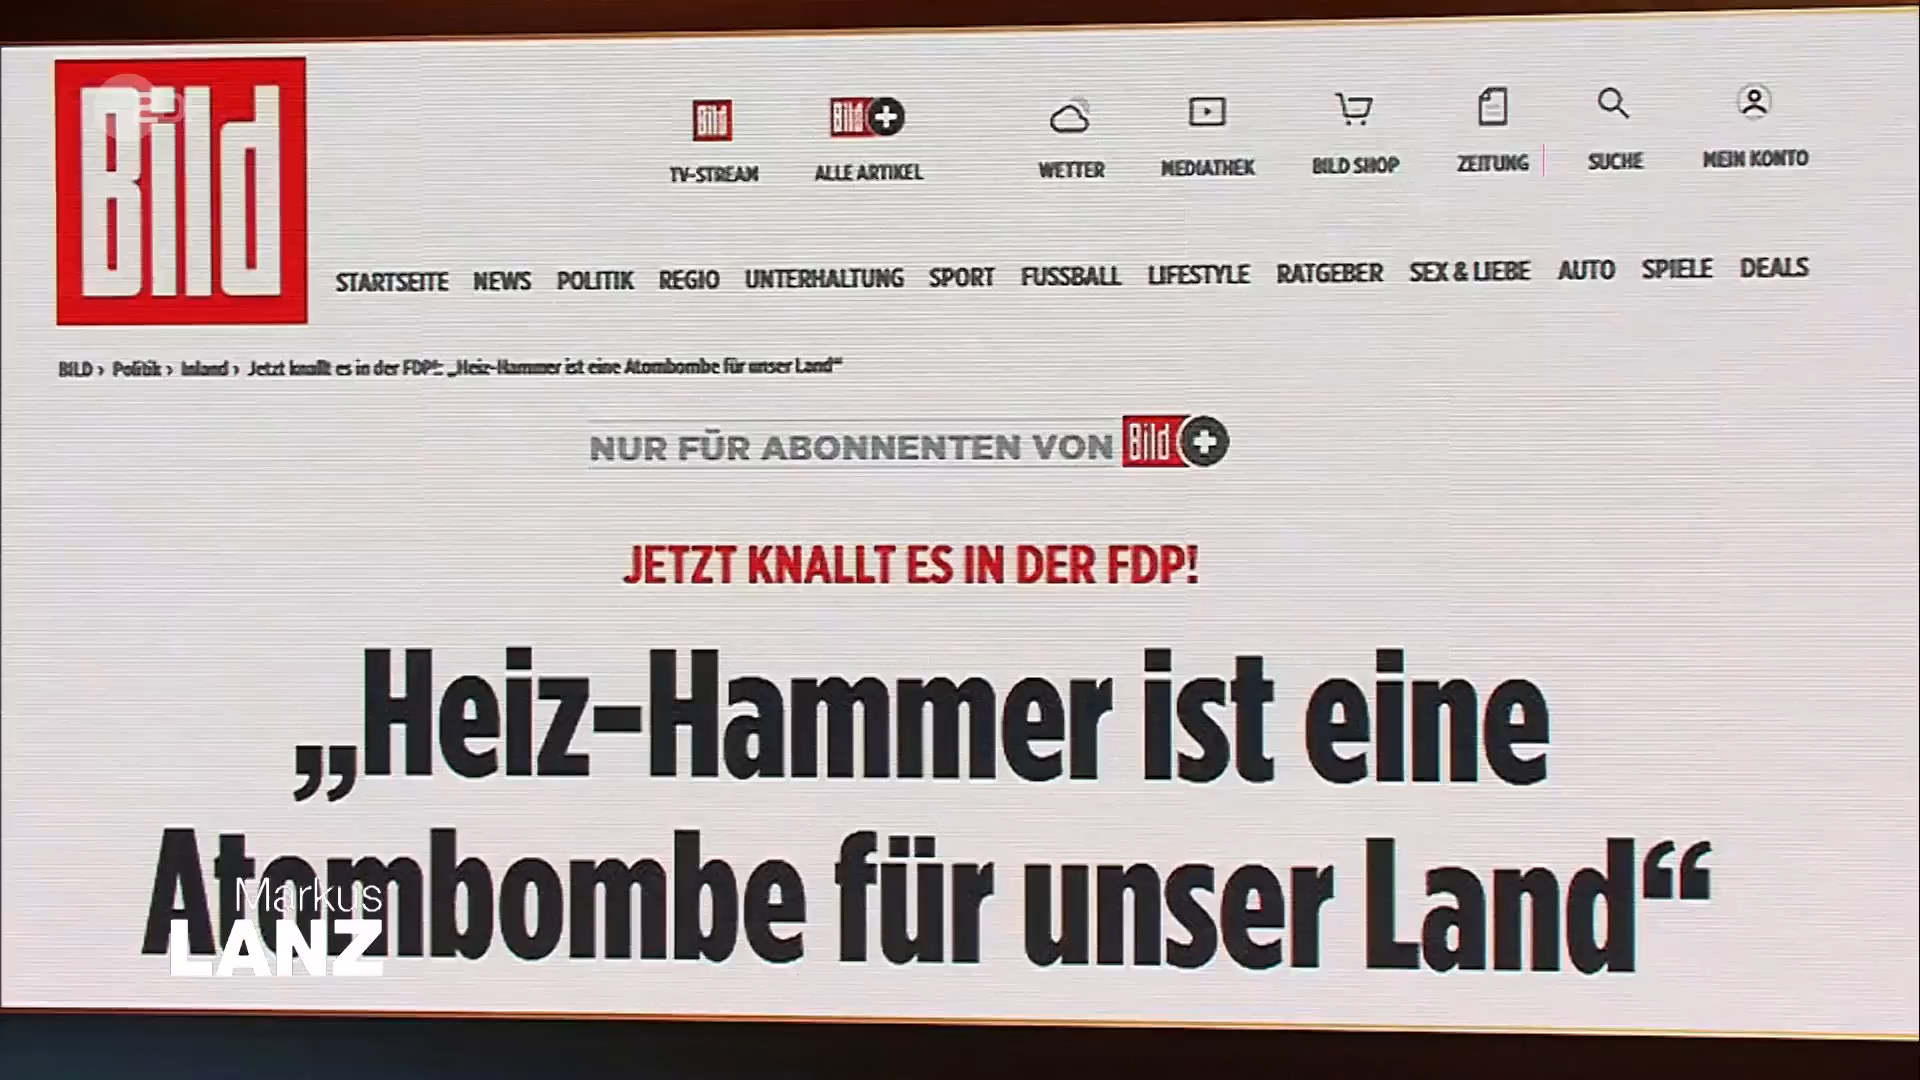 Bild
ZDF
Bild
Bild+
TV-STREAM ALLE ARTIKEL WETTER MEDIATHEK BILD SHOP ZEITUNG SUCHE MEIN KONTO
STARTSEITE NEWS POLITIK REGIO UNTERHALTUNG SPORT FUSSBALL LIFESTYLE RATGEBER SEX & LIEBE AUTO SPIELE DEALS
BILD › Politik › Inland › Jetzt knallt es in der FDP!: „Heiz-Hammer ist eine Atombombe für unser Land“
NUR FÜR ABONNENTEN VON Bild+
JETZT KNALLT ES IN DER FDP!
„Heiz-Hammer ist eine
Atombombe für unser Land“
Markus
LANZ